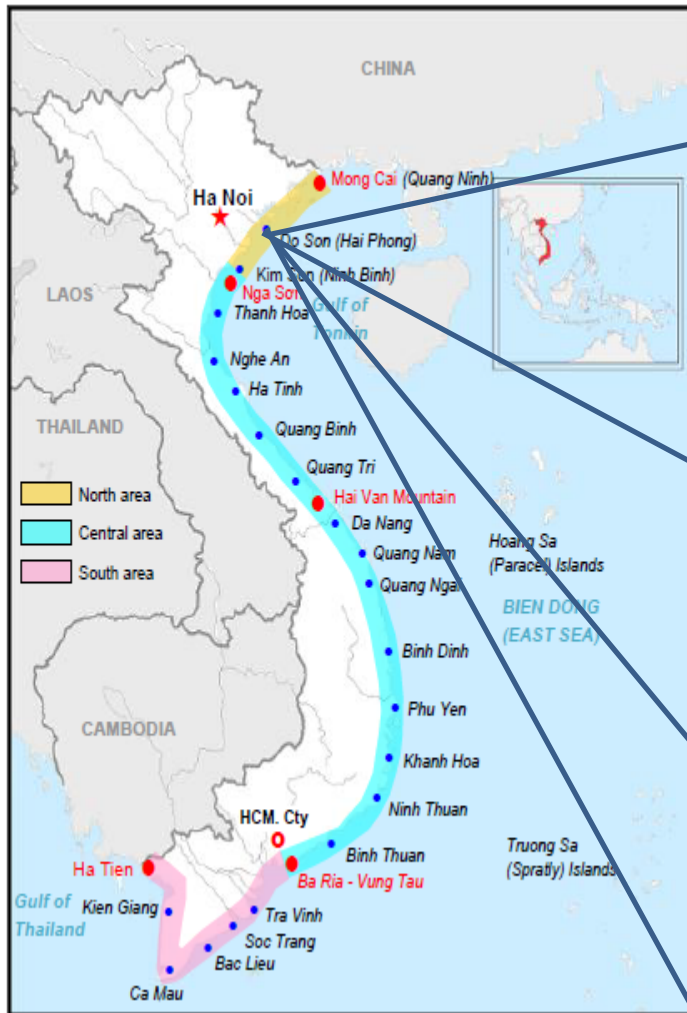 CHINA
Mong Cai (Quang Ninh)
Ha Noi
Do Son (Hai Phong)
Kim Son (Ninh Binh)
LAOS
Nga Son
Gulf of
Tonkin
Thanh Hoa
Nghe An
Ha Tinh
THAILAND
Quang Binh
Quang Tri
North area
Hai Van Mountain
Central area
Da Nang
South area
Quang Nam
Hoang Sa
(Paracel) Islands
Quang Ngai
BIEN DONG
(EAST SEA)
Binh Dinh
CAMBODIA
Phu Yen
Khanh Hoa
Ninh Thuan
HCM. Cty
Binh Thuan
Truong Sa
(Spratly) Islands
Ha Tien
Ba Ria - Vung Tau
Gulf of
Thailand
Kien Giang
Tra Vinh
Soc Trang
Bac Lieu
Ca Mau